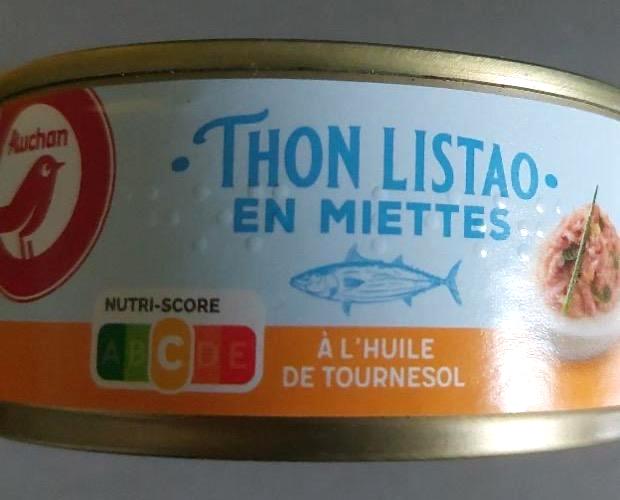 Auchan
• THON LISTAO •
EN MIETTES
NUTRI-SCORE
A B C D E
À L'HUILE
DE TOURNESOL